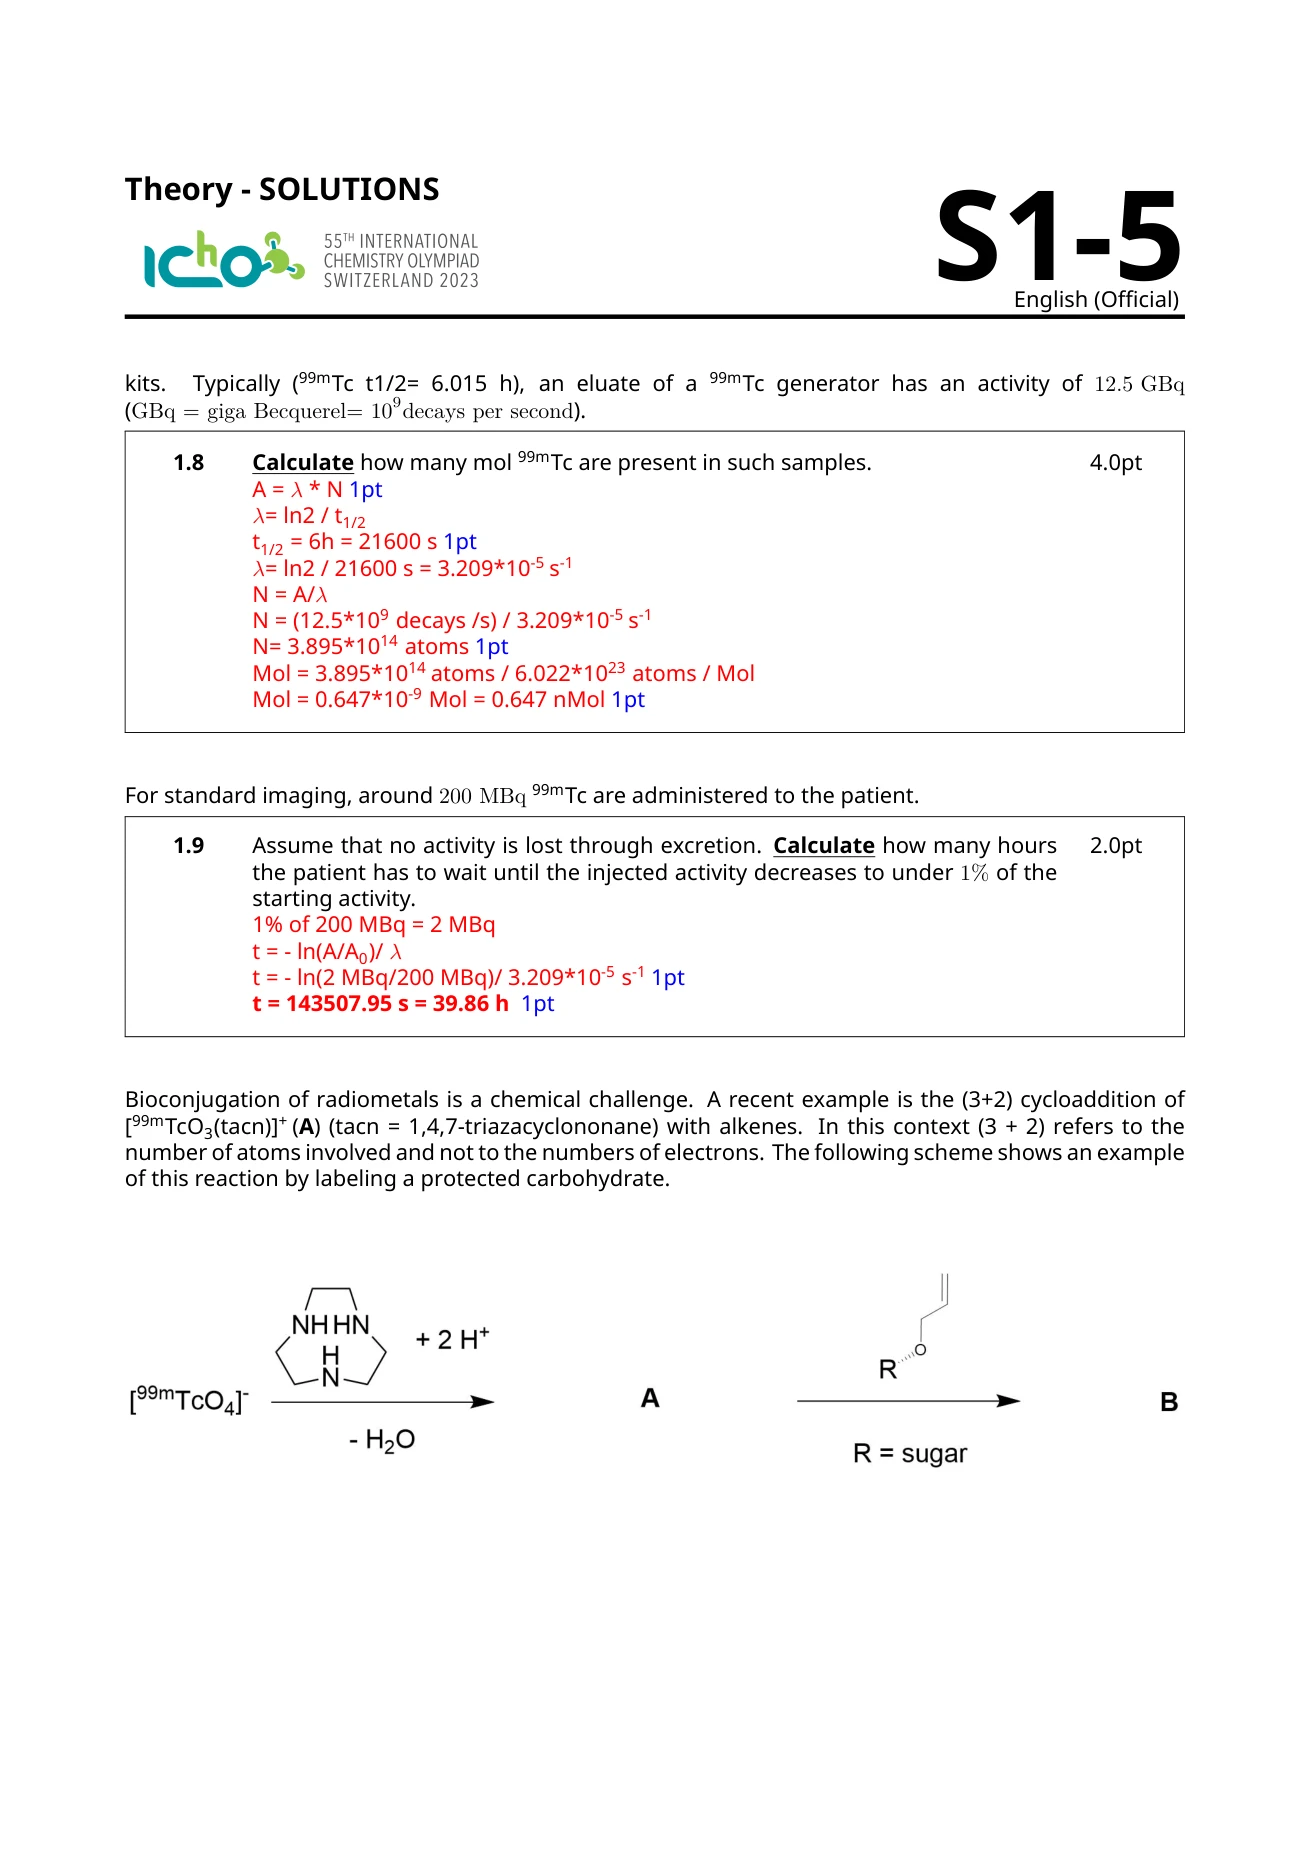 Theory - SOLUTIONS
IChO
55TH INTERNATIONAL
CHEMISTRY OLYMPIAD
SWITZERLAND 2023
S1-5
English (Official)
kits. Typically (99mTc t1/2= 6.015 h), an eluate of a 99mTc generator has an activity of 12.5 GBq
(GBq = giga Becquerel= 10^9 decays per second).
1.8 Calculate how many mol 99mTc are present in such samples. 4.0pt
A = λ * N 1pt
λ= ln2 / t1/2
t1/2 = 6h = 21600 s 1pt
λ= ln2 / 21600 s = 3.209*10^-5 s^-1
N = A/λ
N = (12.5*10^9 decays /s) / 3.209*10^-5 s^-1
N= 3.895*10^14 atoms 1pt
Mol = 3.895*10^14 atoms / 6.022*10^23 atoms / Mol
Mol = 0.647*10^-9 Mol = 0.647 nMol 1pt
For standard imaging, around 200 MBq 99mTc are administered to the patient.
1.9 Assume that no activity is lost through excretion. Calculate how many hours 2.0pt
the patient has to wait until the injected activity decreases to under 1% of the
starting activity.
1% of 200 MBq = 2 MBq
t = - ln(A/A0)/ λ
t = - ln(2 MBq/200 MBq)/ 3.209*10^-5 s^-1 1pt
t = 143507.95 s = 39.86 h 1pt
Bioconjugation of radiometals is a chemical challenge. A recent example is the (3+2) cycloaddition of
[99mTcO3(tacn)]+ (A) (tacn = 1,4,7-triazacyclononane) with alkenes. In this context (3 + 2) refers to the
number of atoms involved and not to the numbers of electrons. The following scheme shows an example
of this reaction by labeling a protected carbohydrate.
NH HN
H
N
+ 2 H+
[99mTcO4]-
- H2O
A
O
R
R = sugar
B